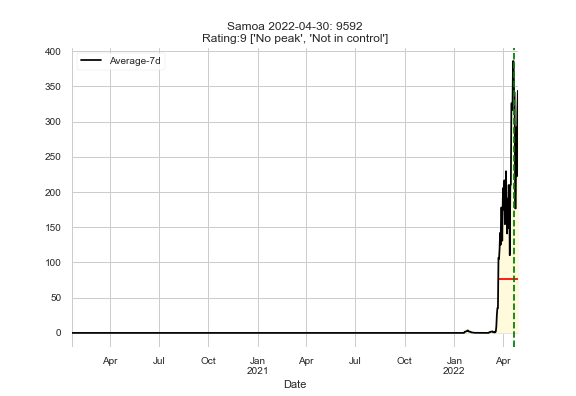 Samoa 2022-04-30: 9592
Rating:9 ['No peak', 'Not in control']
Average-7d
400
350
300
250
200
150
100
50
0
Apr Jul Oct Jan Apr Jul Oct Jan Apr
2021 2022
Date